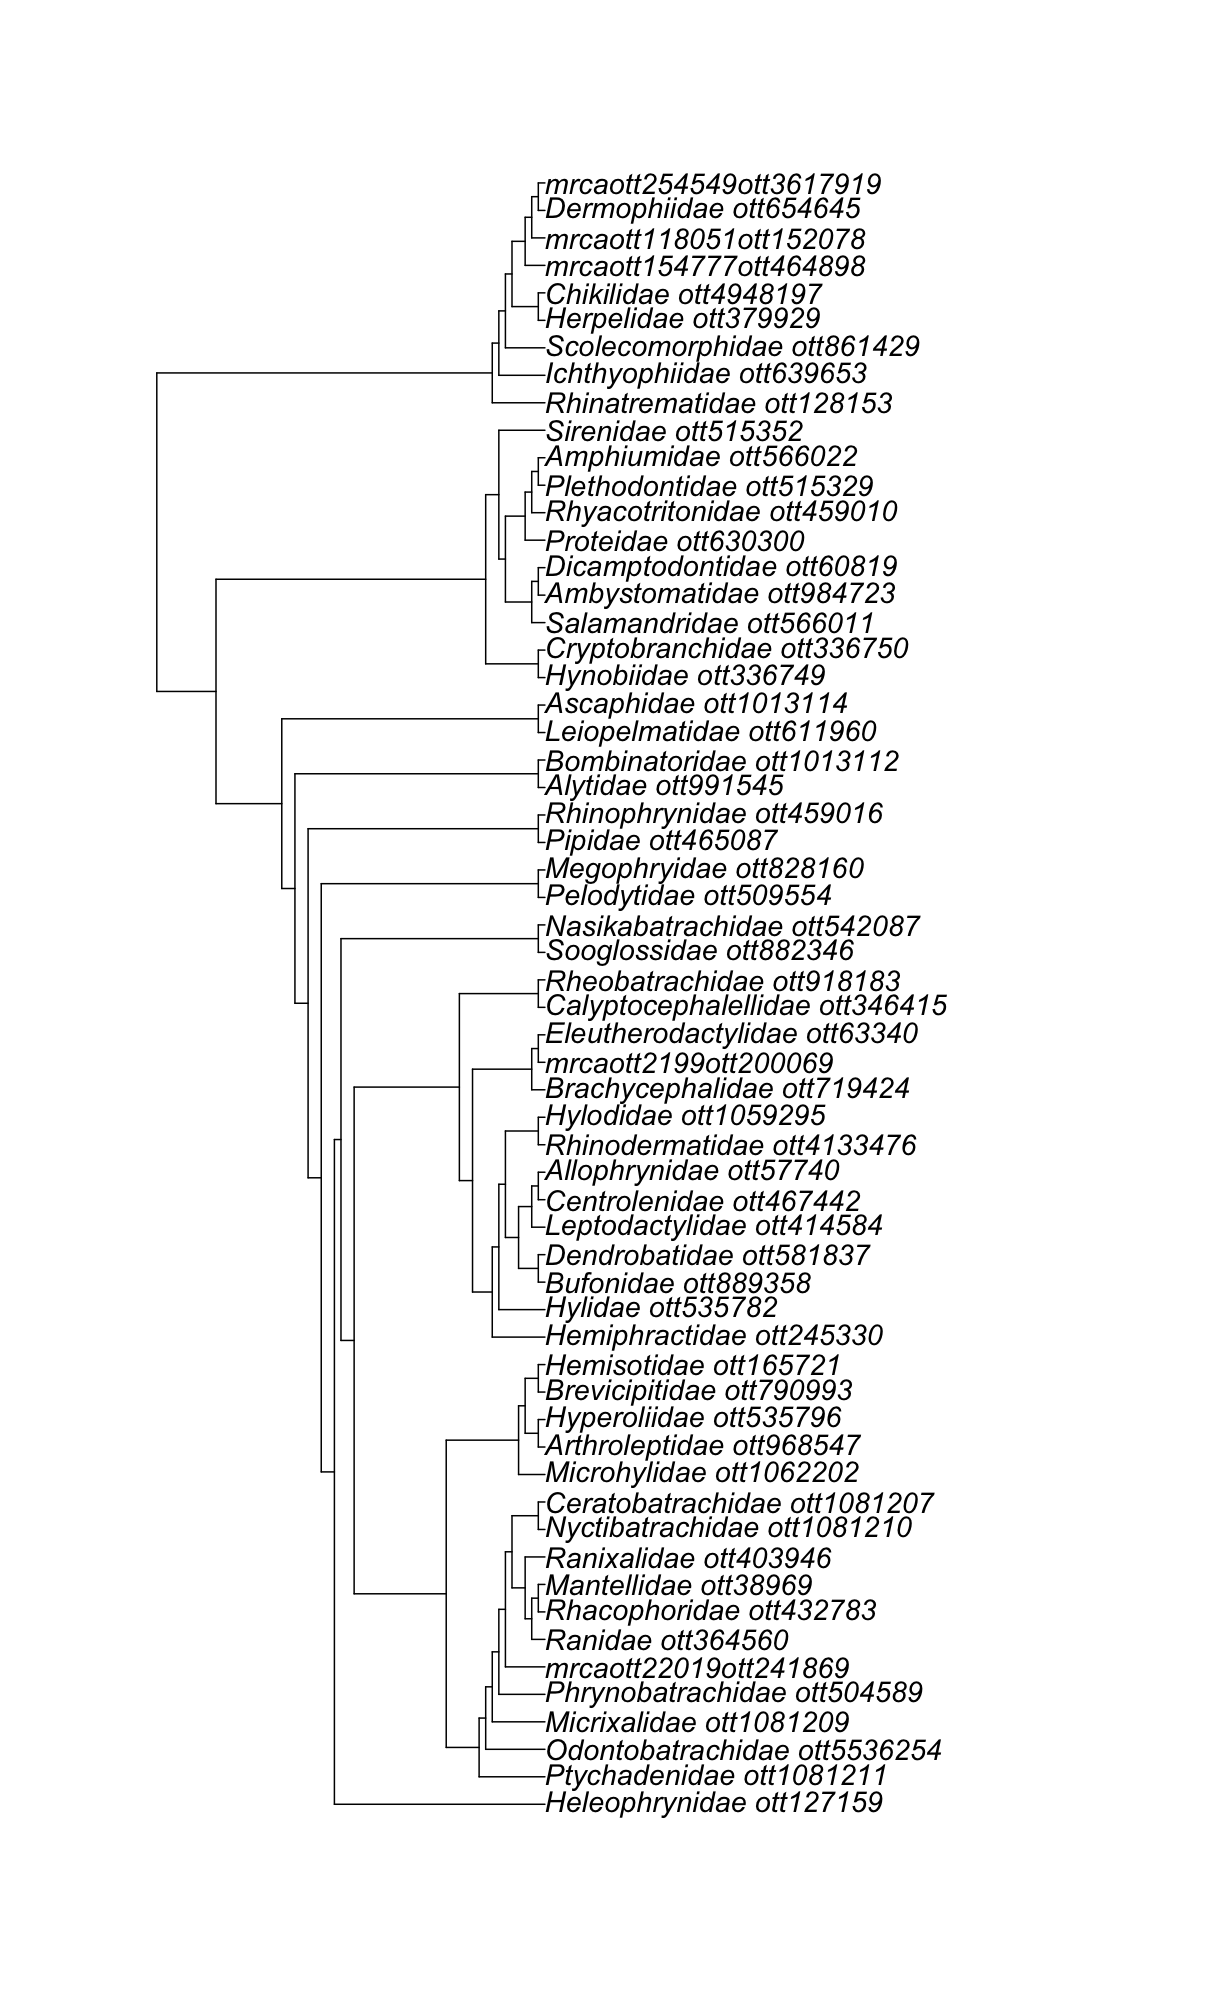 mrcaott254549ott3617919
Dermophiidae ott654645
mrcaott118051ott152078
mrcaott154777ott464898
Chikilidae ott4948197
Herpelidae ott379929
Scolecomorphidae ott861429
Ichthyophiidae ott639653
Rhinatrematidae ott128153
Sirenidae ott515352
Amphiumidae ott566022
Plethodontidae ott515329
Rhyacotritonidae ott459010
Proteidae ott630300
Dicamptodontidae ott60819
Ambystomatidae ott984723
Salamandridae ott566011
Cryptobranchidae ott336750
Hynobiidae ott336749
Ascaphidae ott1013114
Leiopelmatidae ott611960
Bombinatoridae ott1013112
Alytidae ott991545
Rhinophrynidae ott459016
Pipidae ott465087
Megophryidae ott828160
Pelodytidae ott509554
Nasikabatrachidae ott542087
Sooglossidae ott882346
Rheobatrachidae ott918183
Calyptocephalellidae ott346415
Eleutherodactylidae ott63340
mrcaott2199ott200069
Brachycephalidae ott719424
Hylodidae ott1059295
Rhinodermatidae ott4133476
Allophrynidae ott57740
Centrolenidae ott467442
Leptodactylidae ott414584
Dendrobatidae ott581837
Bufonidae ott889358
Hylidae ott535782
Hemiphractidae ott245330
Hemisotidae ott165721
Brevicipitidae ott790993
Hyperoliidae ott535796
Arthroleptidae ott968547
Microhylidae ott1062202
Ceratobatrachidae ott1081207
Nyctibatrachidae ott1081210
Ranixalidae ott403946
Mantellidae ott38969
Rhacophoridae ott432783
Ranidae ott364560
mrcaott22019ott241869
Phrynobatrachidae ott504589
Micrixalidae ott1081209
Odontobatrachidae ott5536254
Ptychadenidae ott1081211
Heleophrynidae ott127159